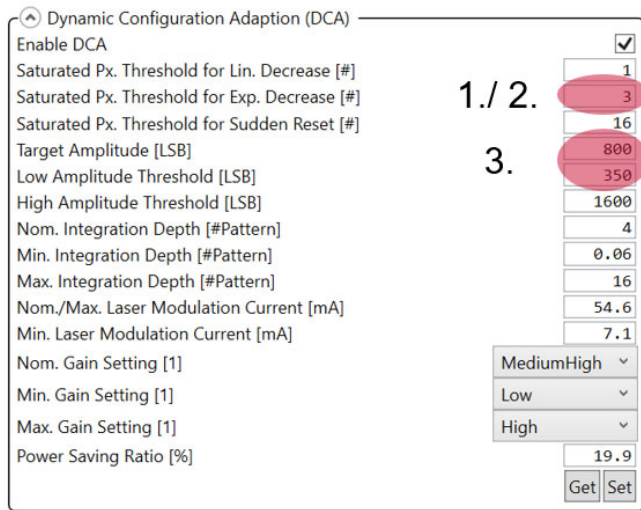 Dynamic Configuration Adaption (DCA)
Enable DCA
Saturated Px. Threshold for Lin. Decrease [#] 1
Saturated Px. Threshold for Exp. Decrease [#] 1./ 2. 3
Saturated Px. Threshold for Sudden Reset [#] 16
Target Amplitude [LSB] 3. 800
Low Amplitude Threshold [LSB] 350
High Amplitude Threshold [LSB] 1600
Nom. Integration Depth [#Pattern] 4
Min. Integration Depth [#Pattern] 0.06
Max. Integration Depth [#Pattern] 16
Nom./Max. Laser Modulation Current [mA] 54.6
Min. Laser Modulation Current [mA] 7.1
Nom. Gain Setting [1] MediumHigh
Min. Gain Setting [1] Low
Max. Gain Setting [1] High
Power Saving Ratio [%] 19.9
Get Set